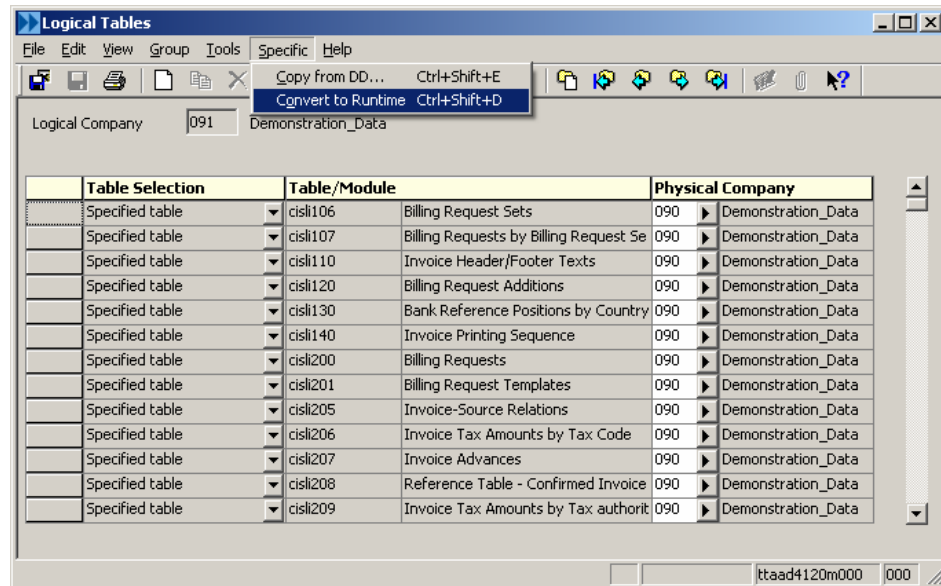 Logical Tables
File Edit View Group Tools Specific Help
Copy from DD... Ctrl+Shift+E
Convert to Runtime Ctrl+Shift+D
Logical Company 091 Demonstration_Data
Table Selection Table/Module Physical Company
Specified table cisli106 Billing Request Sets 090 Demonstration_Data
Specified table cisli107 Billing Requests by Billing Request Se 090 Demonstration_Data
Specified table cisli110 Invoice Header/Footer Texts 090 Demonstration_Data
Specified table cisli120 Billing Request Additions 090 Demonstration_Data
Specified table cisli130 Bank Reference Positions by Country 090 Demonstration_Data
Specified table cisli140 Invoice Printing Sequence 090 Demonstration_Data
Specified table cisli200 Billing Requests 090 Demonstration_Data
Specified table cisli201 Billing Request Templates 090 Demonstration_Data
Specified table cisli205 Invoice-Source Relations 090 Demonstration_Data
Specified table cisli206 Invoice Tax Amounts by Tax Code 090 Demonstration_Data
Specified table cisli207 Invoice Advances 090 Demonstration_Data
Specified table cisli208 Reference Table - Confirmed Invoice 090 Demonstration_Data
Specified table cisli209 Invoice Tax Amounts by Tax authorit 090 Demonstration_Data
ttaad4120m000 000